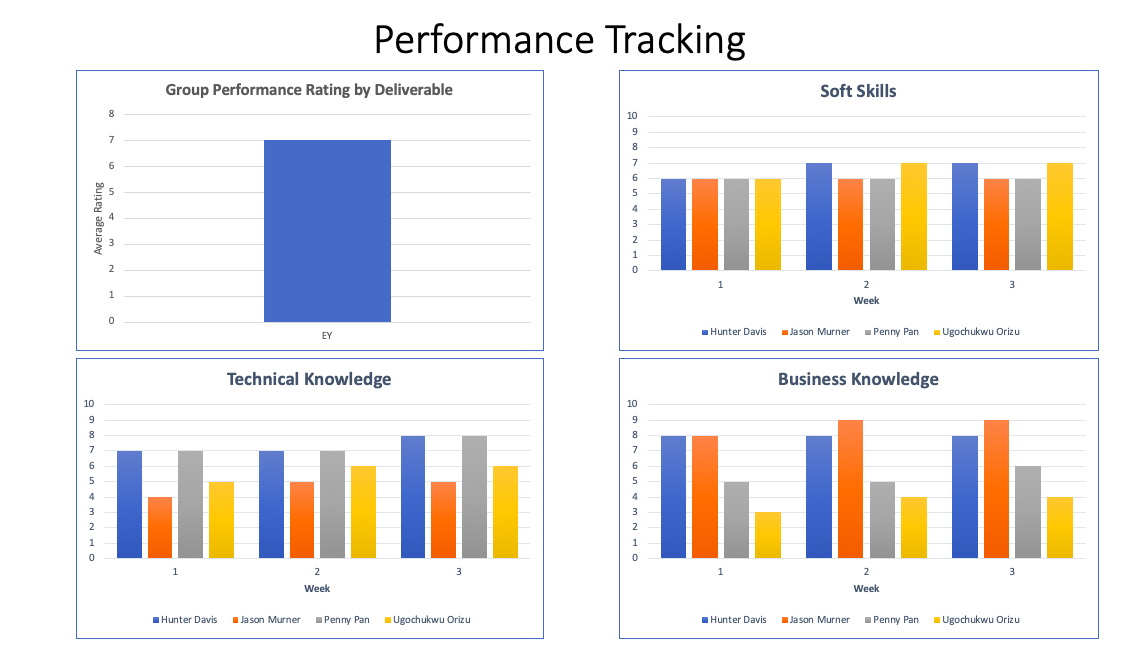 Performance Tracking
Group Performance Rating by Deliverable
8
7
6
5
4
3
2
1
0
Average Rating
EY
Soft Skills
10
9
8
7
6
5
4
3
2
1
0
1 2 3
Week
Hunter Davis Jason Murner Penny Pan Ugochukwu Orizu
Technical Knowledge
10
9
8
7
6
5
4
3
2
1
0
1 2 3
Week
Hunter Davis Jason Murner Penny Pan Ugochukwu Orizu
Business Knowledge
10
9
8
7
6
5
4
3
2
1
0
1 2 3
Week
Hunter Davis Jason Murner Penny Pan Ugochukwu Orizu